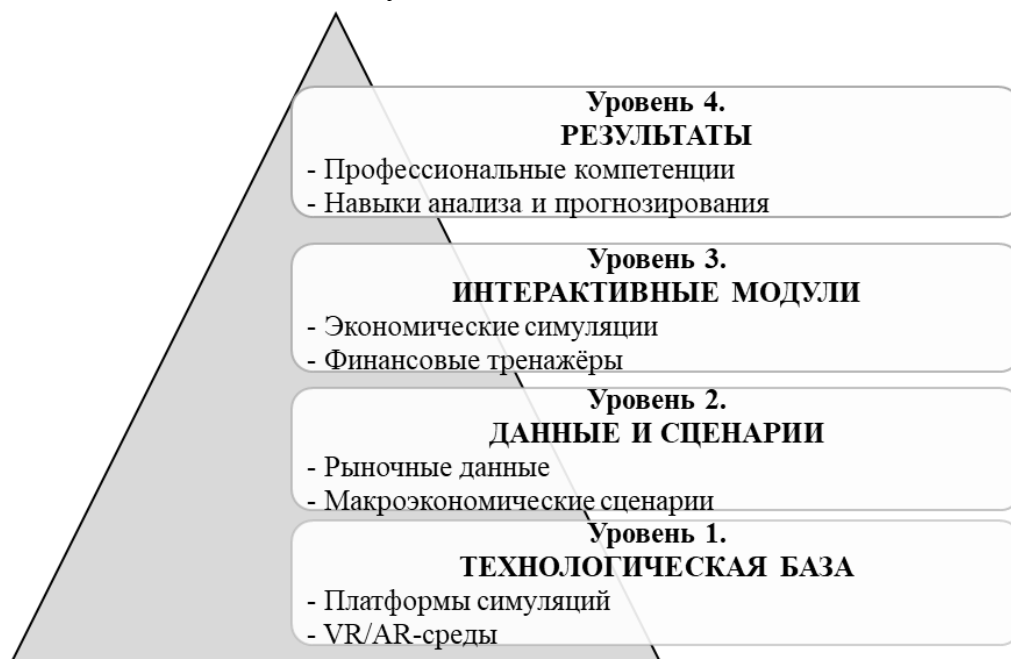 Уровень 4.
РЕЗУЛЬТАТЫ
- Профессиональные компетенции
- Навыки анализа и прогнозирования
Уровень 3.
ИНТЕРАКТИВНЫЕ МОДУЛИ
- Экономические симуляции
- Финансовые тренажёры
Уровень 2.
ДАННЫЕ И СЦЕНАРИИ
- Рыночные данные
- Макроэкономические сценарии
Уровень 1.
ТЕХНОЛОГИЧЕСКАЯ БАЗА
- Платформы симуляций
- VR/AR-среды